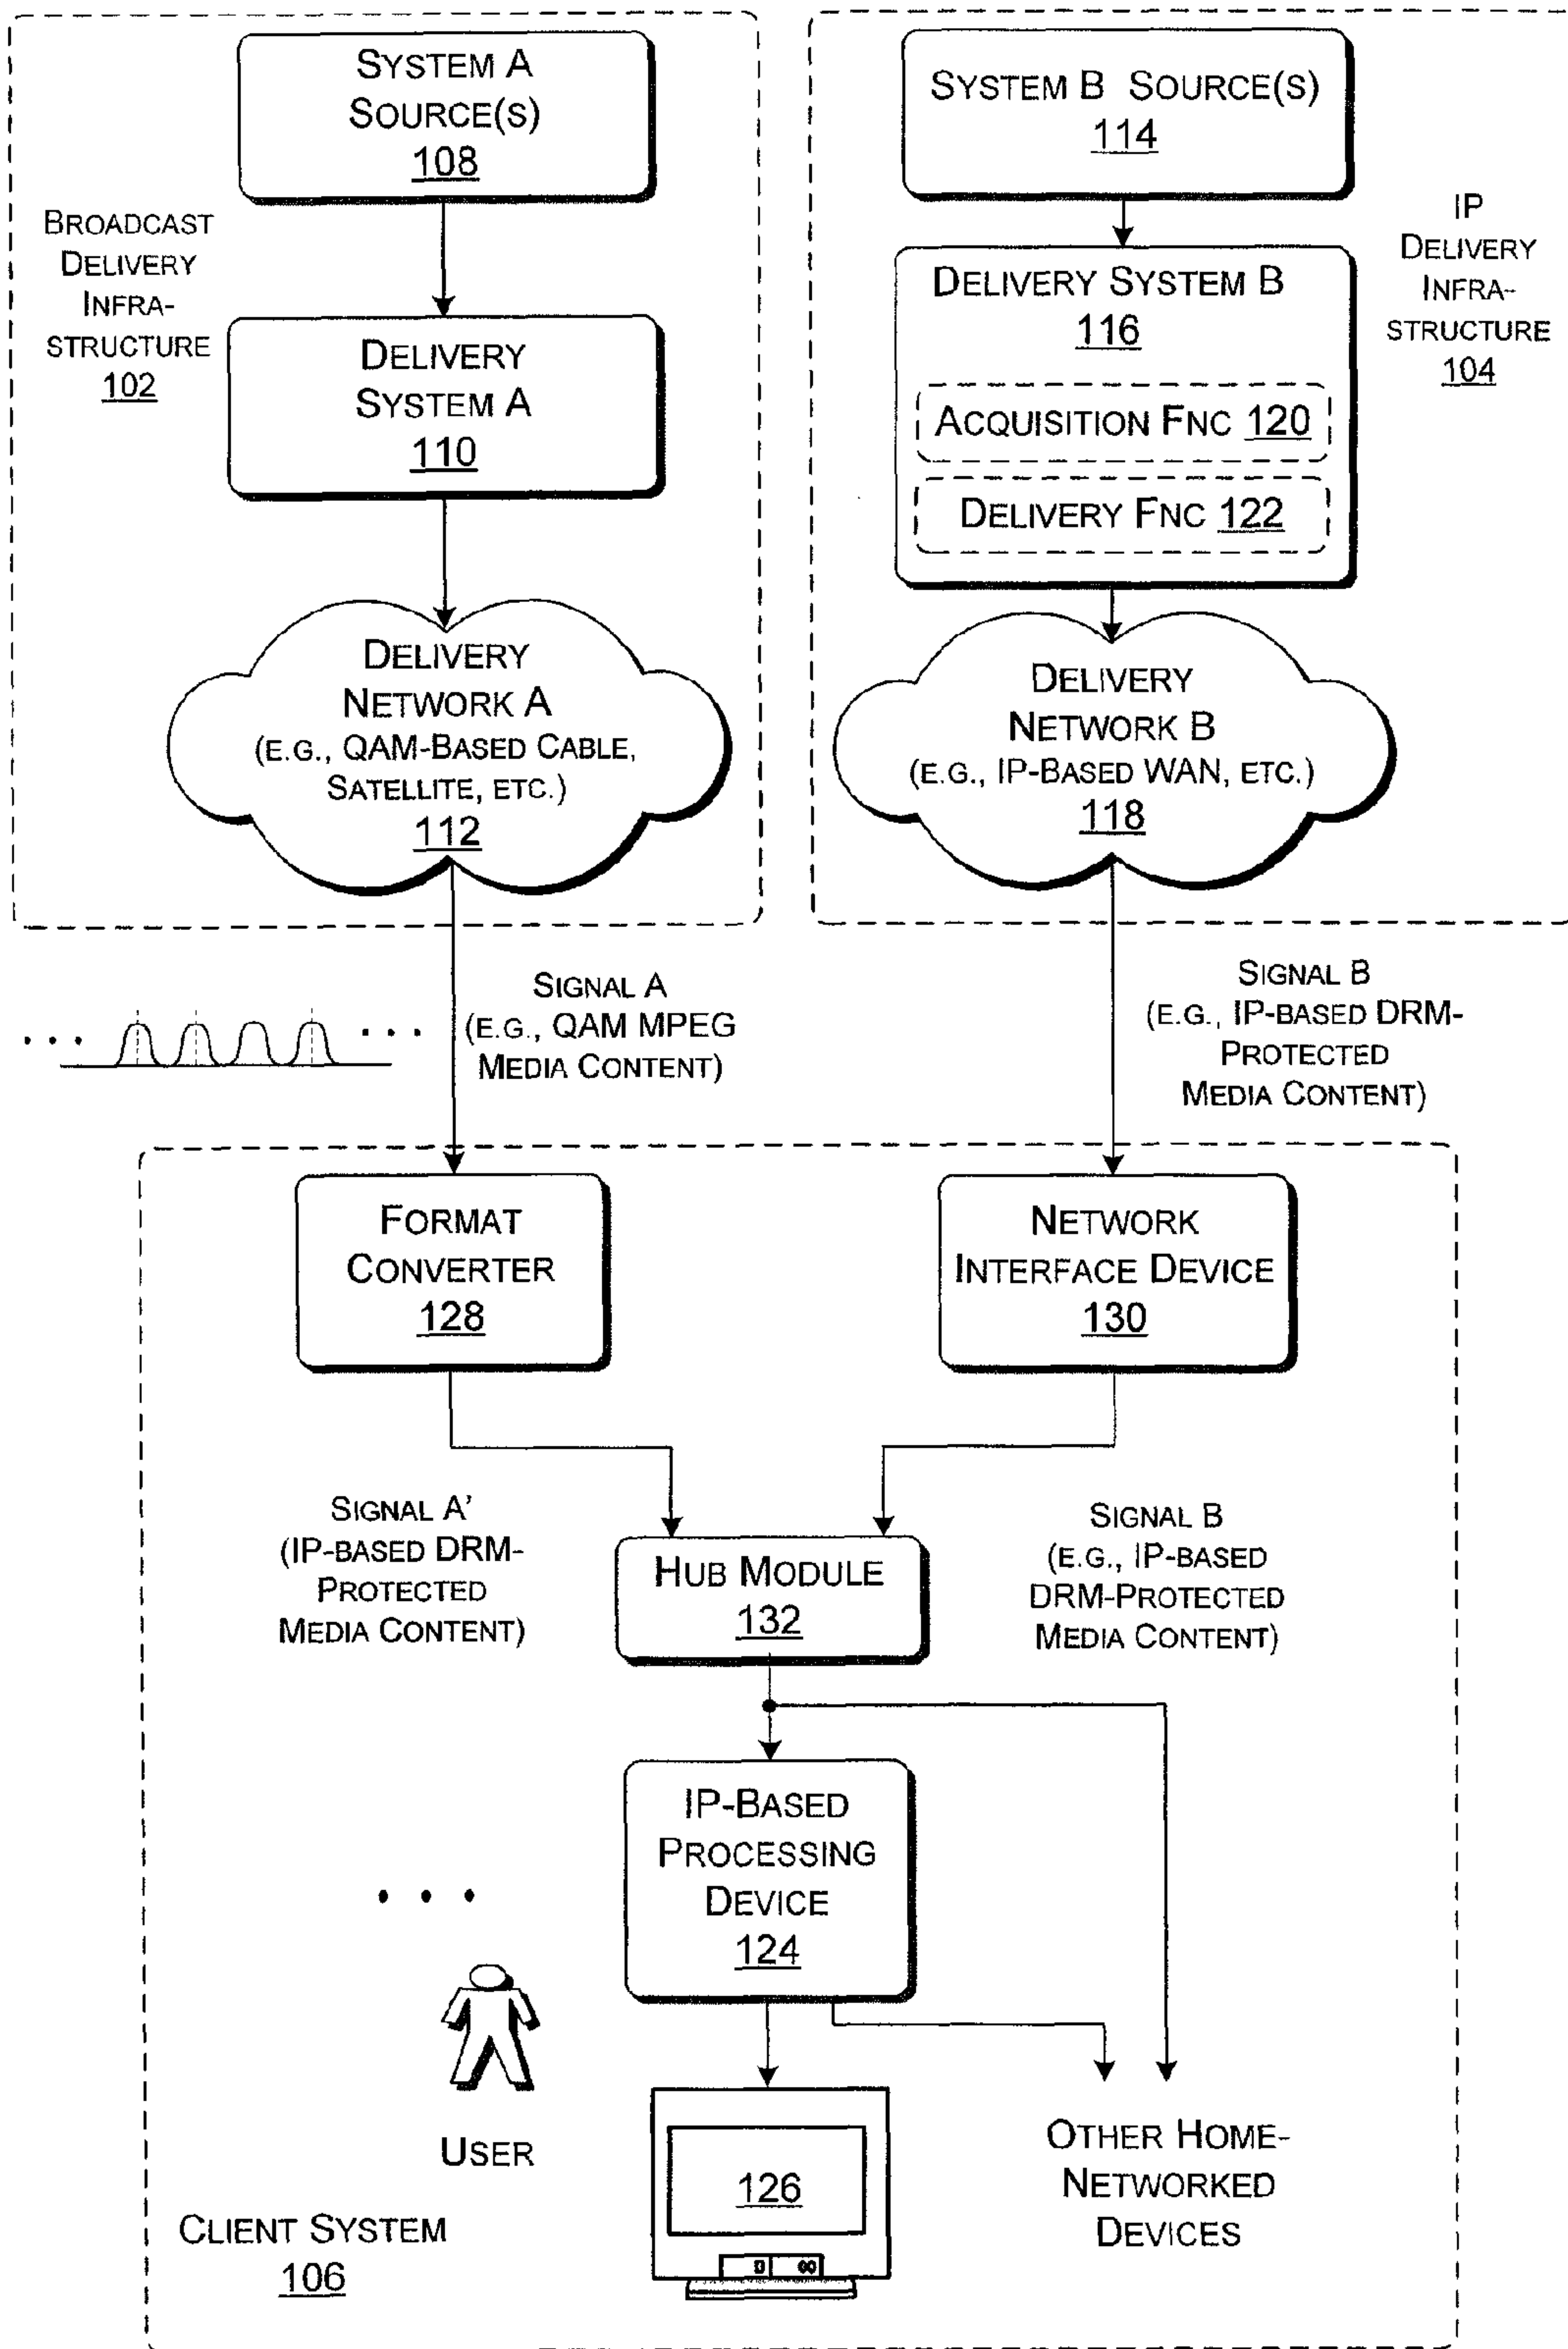 SYSTEM A
SOURCE(S)
108
BROADCAST
DELIVERY
INFRA-
STRUCTURE
102
DELIVERY
SYSTEM A
110
DELIVERY
NETWORK A
(E.G., QAM-BASED CABLE,
SATELLITE, ETC.)
112
SYSTEM B SOURCE(S)
114
IP
DELIVERY
INFRA-
STRUCTURE
104
DELIVERY SYSTEM B
116
ACQUISITION FNC 120
DELIVERY FNC 122
DELIVERY
NETWORK B
(E.G., IP-BASED WAN, ETC.)
118
SIGNAL A
(E.G., QAM MPEG
MEDIA CONTENT)
SIGNAL B
(E.G., IP-BASED DRM-
PROTECTED
MEDIA CONTENT)
FORMAT
CONVERTER
128
NETWORK
INTERFACE DEVICE
130
SIGNAL A'
(IP-BASED DRM-
PROTECTED
MEDIA CONTENT)
HUB MODULE
132
SIGNAL B
(E.G., IP-BASED
DRM-PROTECTED
MEDIA CONTENT)
IP-BASED
PROCESSING
DEVICE
124
USER
126
OTHER HOME-
NETWORKED
DEVICES
CLIENT SYSTEM
106